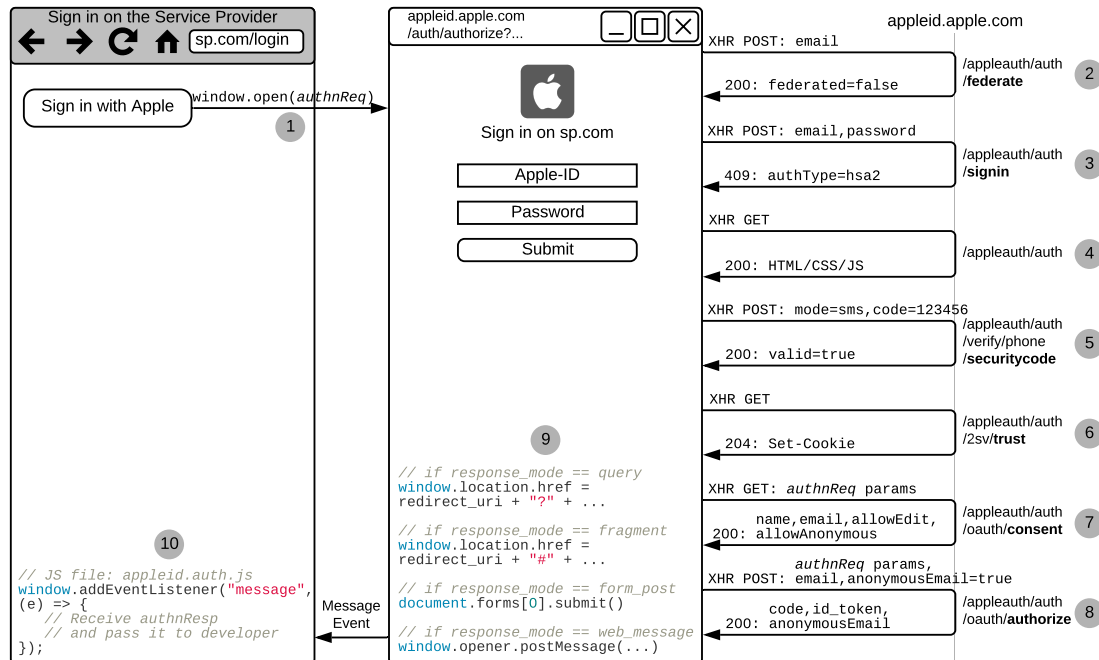 Sign in on the Service Provider
sp.com/login
Sign in with Apple
window.open(authnReq)
1
10
// JS file: appleid.auth.js
window.addEventListener("message",
(e) => {
// Receive authnResp
// and pass it to developer
});
Message
Event
appleid.apple.com
/auth/authorize?...
Sign in on sp.com
Apple-ID
Password
Submit
9
// if response_mode == query
window.location.href =
redirect_uri + "?" + ...
// if response_mode == fragment
window.location.href =
redirect_uri + "#" + ...
// if response_mode == form_post
document.forms[0].submit()
// if response_mode == web_message
window.opener.postMessage(...)
appleid.apple.com
XHR POST: email
200: federated=false
/appleauth/auth
/federate
2
XHR POST: email,password
409: authType=hsa2
/appleauth/auth
/signin
3
XHR GET
200: HTML/CSS/JS
/appleauth/auth
4
XHR POST: mode=sms,code=123456
200: valid=true
/appleauth/auth
/verify/phone
/securitycode
5
XHR GET
204: Set-Cookie
/appleauth/auth
/2sv/trust
6
XHR GET: authnReq params
name,email,allowEdit,
200: allowAnonymous
/appleauth/auth
/oauth/consent
7
authnReq params,
XHR POST: email,anonymousEmail=true
code,id_token,
200: anonymousEmail
/appleauth/auth
/oauth/authorize
8